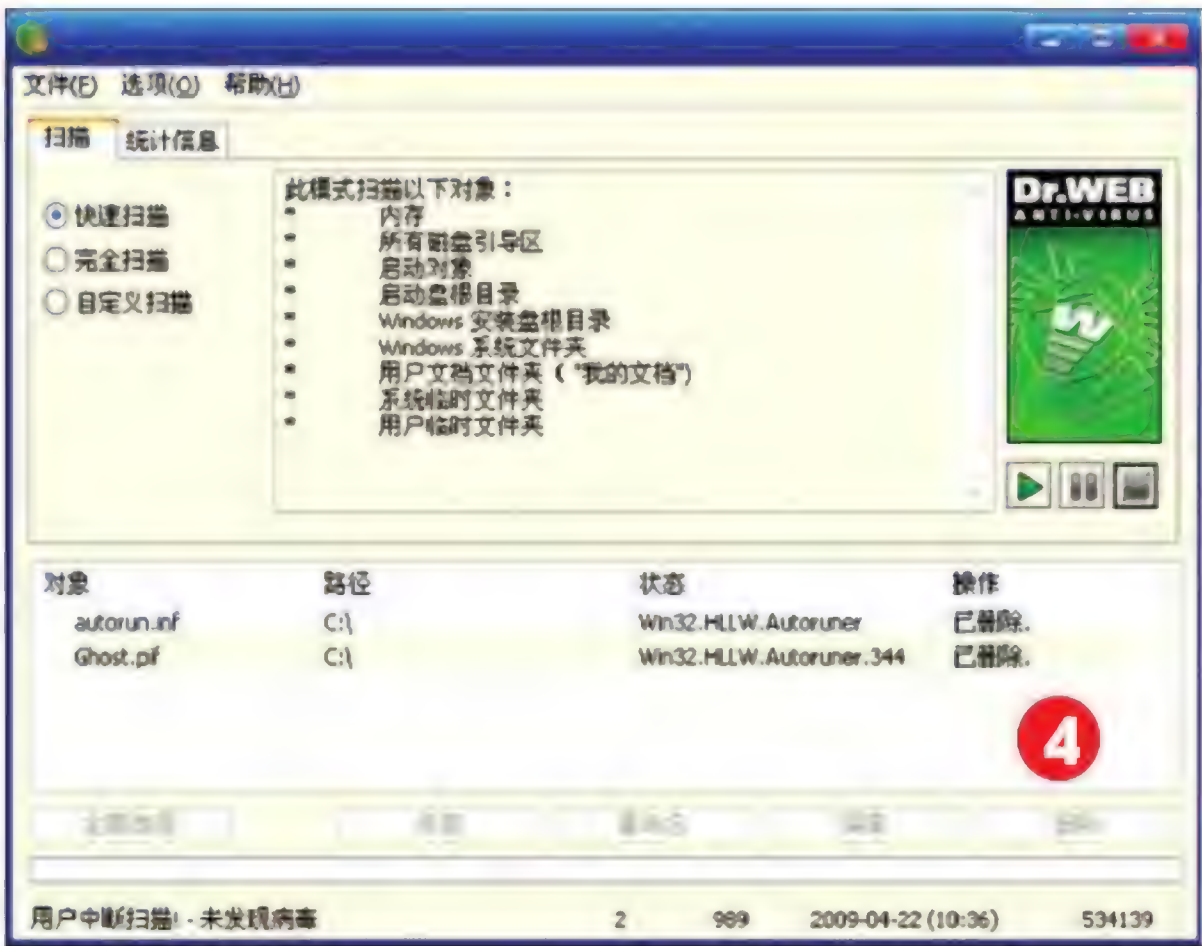 文件(F) 选项(O) 帮助(H)
扫描 统计信息
快速扫描
完全扫描
自定义扫描
此模式扫描以下对象：
* 内存
* 所有磁盘引导区
* 启动对象
* 启动盘根目录
* Windows 安装盘根目录
* Windows 系统文件夹
* 用户文档文件夹（"我的文档"）
* 系统临时文件夹
* 用户临时文件夹
Dr.WEB
ANTI-VIRUS
对象 路径 状态 操作
autorun.inf C:\ Win32.HLLW.Autoruner 已删除.
Ghost.pif C:\ Win32.HLLW.Autoruner.344 已删除.
4
用户中断扫描! - 未发现病毒 2 989 2009-04-22 (10:36) 534139